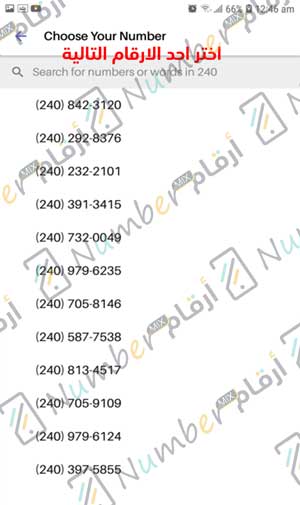 66% 12:46 am
Choose Your Number
اختر احد الارقام التالية
Search for numbers or words in 240
(240) 842-3120
(240) 292-8376
(240) 232-2101
(240) 391-3415
(240) 732-0049
(240) 979-6235
(240) 705-8146
(240) 587-7538
(240) 813-4517
(240) 705-9109
(240) 979-6124
(240) 397-5855
Number MIX أرقام